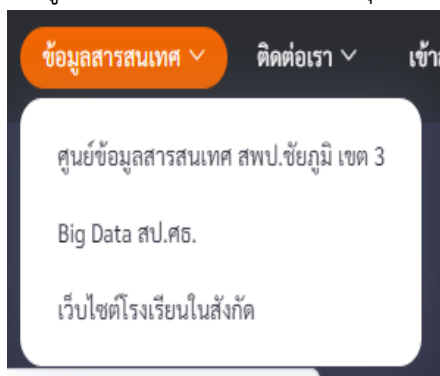 ข้อมูลสารสนเทศ ติดต่อเรา
ศูนย์ข้อมูลสารสนเทศ สพป.ชัยภูมิ เขต 3
Big Data สป.ศธ.
เว็บไซต์โรงเรียนในสังกัด